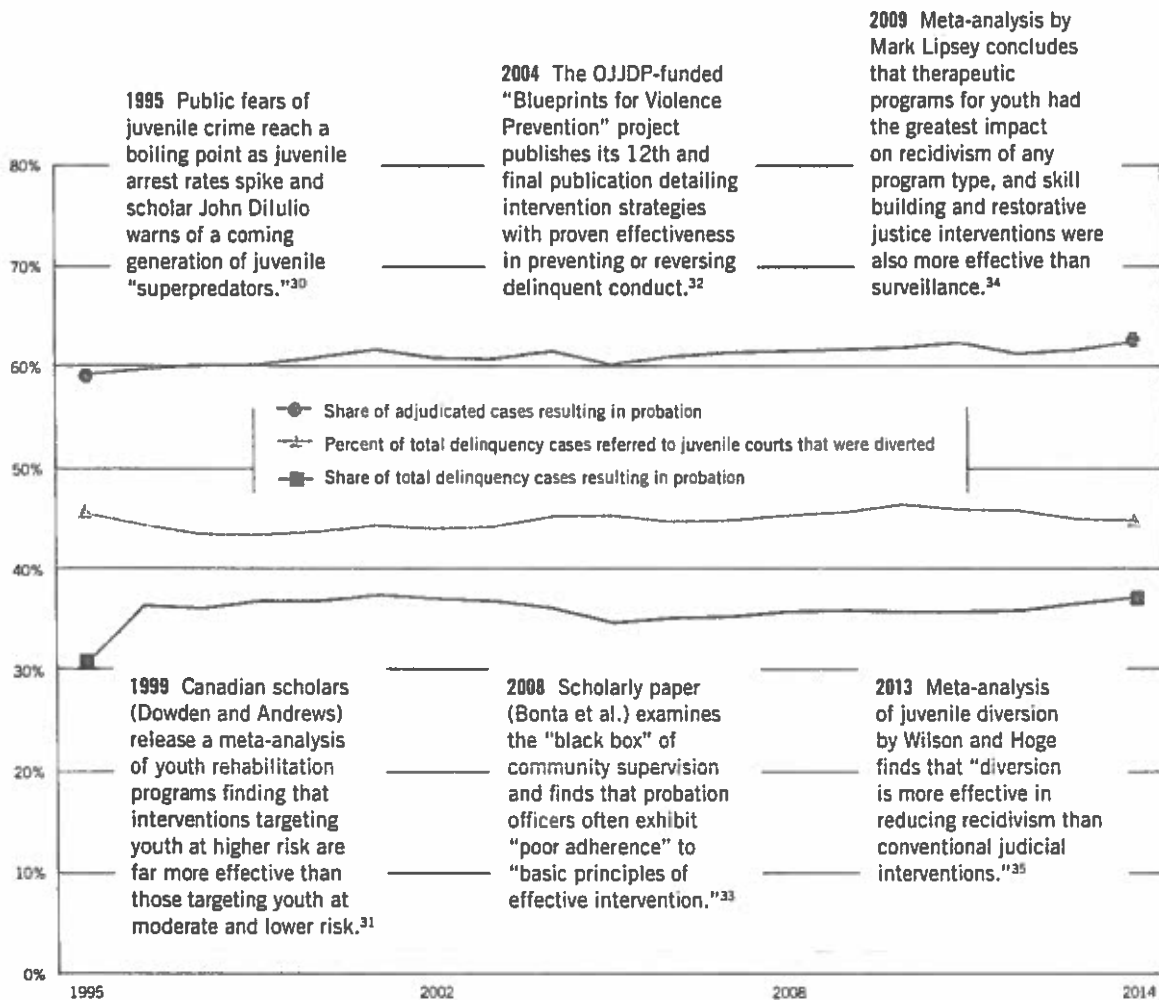 1995 Public fears of
juvenile crime reach a
boiling point as juvenile
arrest rates spike and
scholar John DiIulio
warns of a coming
generation of juvenile
"superpredators."30
2004 The OJJDP-funded
"Blueprints for Violence
Prevention" project
publishes its 12th and
final publication detailing
intervention strategies
with proven effectiveness
in preventing or reversing
delinquent conduct.32
2009 Meta-analysis by
Mark Lipsey concludes
that therapeutic
programs for youth had
the greatest impact
on recidivism of any
program type, and skill
building and restorative
justice interventions were
also more effective than
surveillance.34
80%
70%
60%
50%
40%
30%
20%
10%
0%
Share of adjudicated cases resulting in probation
Percent of total delinquency cases referred to juvenile courts that were diverted
Share of total delinquency cases resulting in probation
1999 Canadian scholars
(Dowden and Andrews)
release a meta-analysis
of youth rehabilitation
programs finding that
interventions targeting
youth at higher risk are
far more effective than
those targeting youth at
moderate and lower risk.31
2008 Scholarly paper
(Bonta et al.) examines
the "black box" of
community supervision
and finds that probation
officers often exhibit
"poor adherence" to
"basic principles of
effective intervention."33
2013 Meta-analysis
of juvenile diversion
by Wilson and Hoge
finds that "diversion
is more effective in
reducing recidivism than
conventional judicial
interventions."35
1995
2002
2008
2014